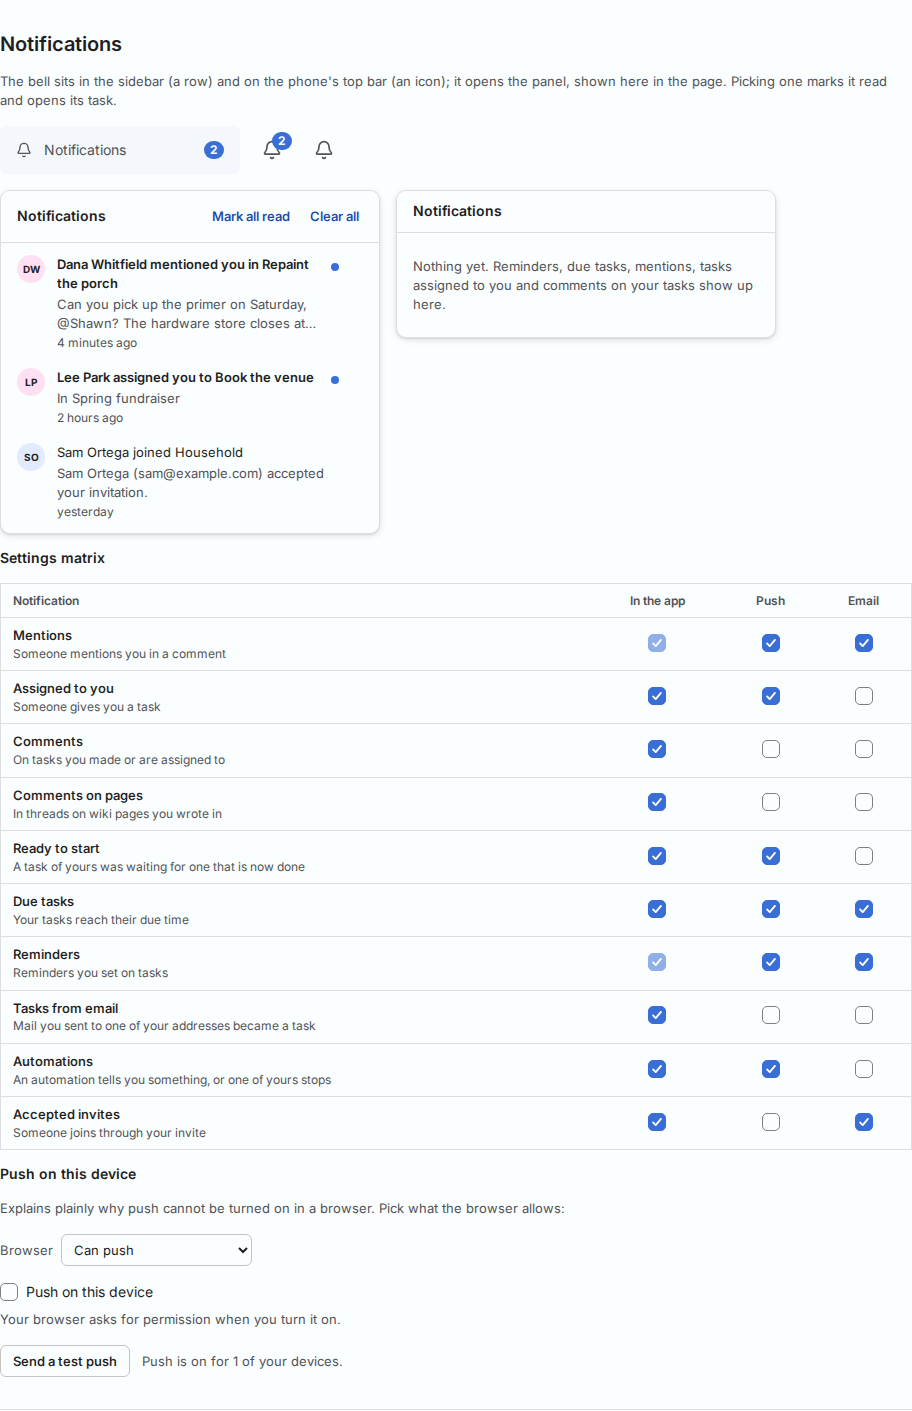 Notifications
The bell sits in the sidebar (a row) and on the phone's top bar (an icon); it opens the panel, shown here in the page. Picking one marks it read
and opens its task.
Notifications 2 2
Notifications Mark all read Clear all
DW Dana Whitfield mentioned you in Repaint
the porch
Can you pick up the primer on Saturday,
@Shawn? The hardware store closes at...
4 minutes ago
LP Lee Park assigned you to Book the venue
In Spring fundraiser
2 hours ago
SO Sam Ortega joined Household
Sam Ortega (sam@example.com) accepted
your invitation.
yesterday
Notifications
Nothing yet. Reminders, due tasks, mentions, tasks
assigned to you and comments on your tasks show up
here.
Settings matrix
Notification In the app Push Email
Mentions
Someone mentions you in a comment
Assigned to you
Someone gives you a task
Comments
On tasks you made or are assigned to
Comments on pages
In threads on wiki pages you wrote in
Ready to start
A task of yours was waiting for one that is now done
Due tasks
Your tasks reach their due time
Reminders
Reminders you set on tasks
Tasks from email
Mail you sent to one of your addresses became a task
Automations
An automation tells you something, or one of yours stops
Accepted invites
Someone joins through your invite
Push on this device
Explains plainly why push cannot be turned on in a browser. Pick what the browser allows:
Browser Can push
Push on this device
Your browser asks for permission when you turn it on.
Send a test push Push is on for 1 of your devices.